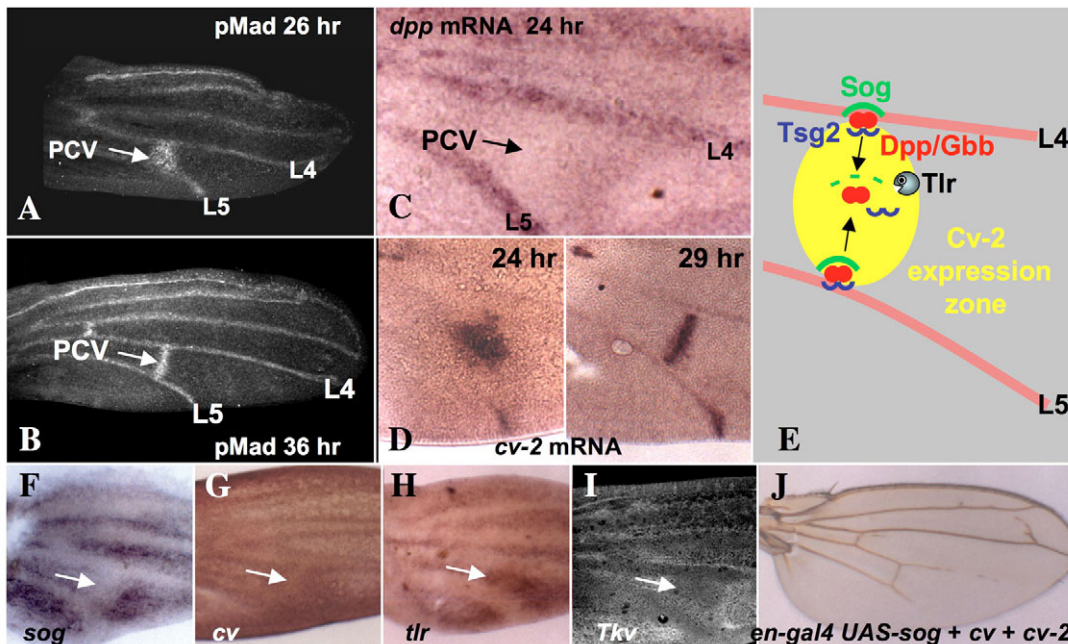 pMad 26 hr
PCV
L4
L5
A
PCV
L4
L5
B
pMad 36 hr
dpp mRNA 24 hr
PCV
L4
C
L5
24 hr
29 hr
D
cv-2 mRNA
Sog
L4
Tsg2
Dpp/Gbb
Tlr
Cv-2
expression
zone
E
L5
F
sog
G
cv
H
tlr
I
Tkv
J
en-gal4 UAS-sog + cv + cv-2